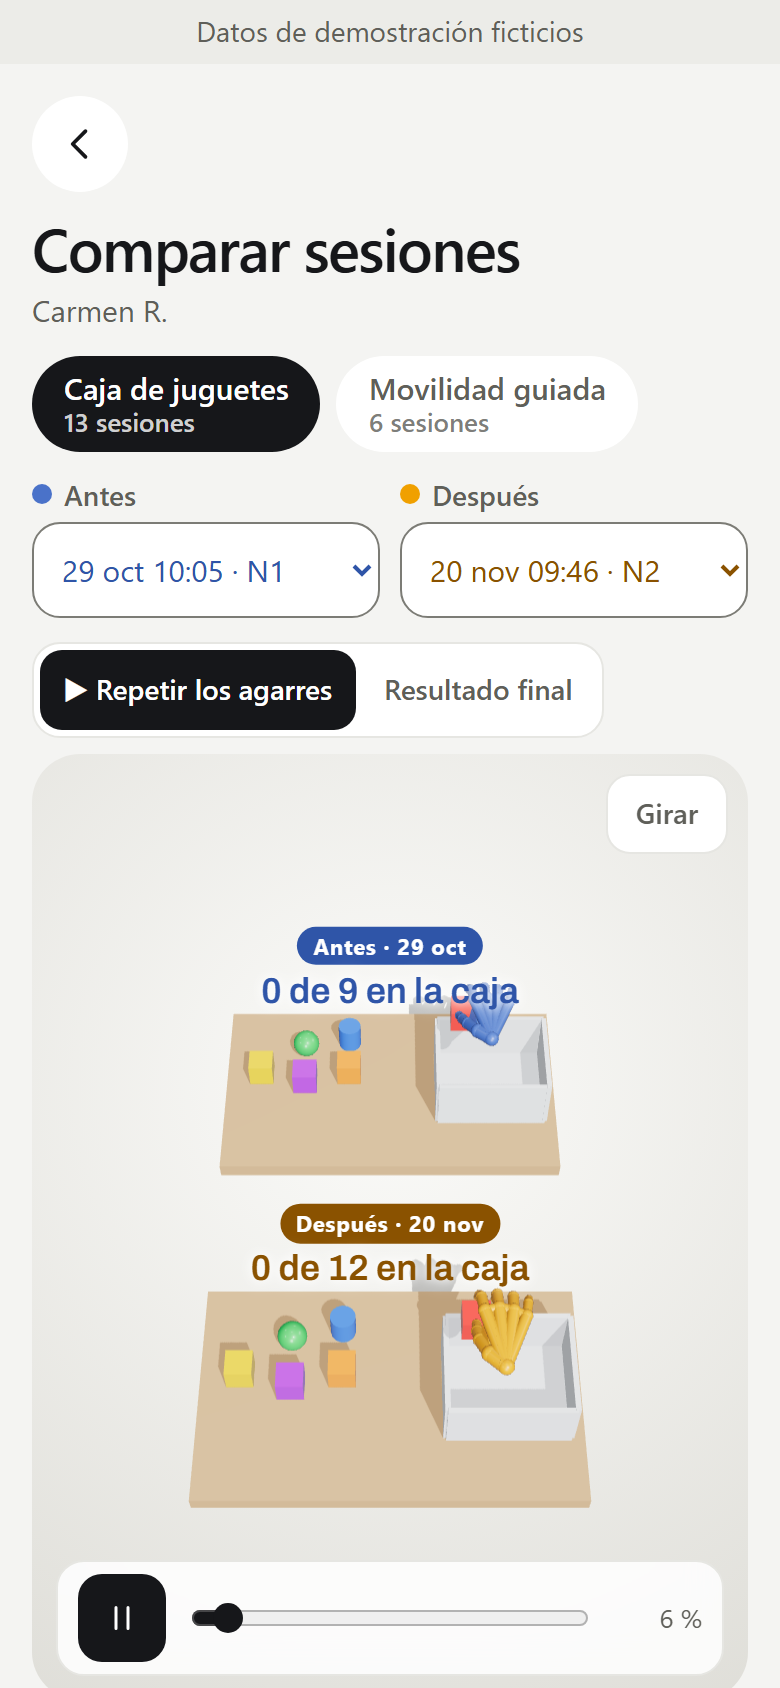 Datos de demostración ficticios
Comparar sesiones
Carmen R.
Caja de juguetes
13 sesiones
Movilidad guiada
6 sesiones
Antes
Después
29 oct 10:05 · N1
20 nov 09:46 · N2
▶ Repetir los agarres
Resultado final
Girar
Antes · 29 oct
0 de 9 en la caja
Después · 20 nov
0 de 12 en la caja
6 %